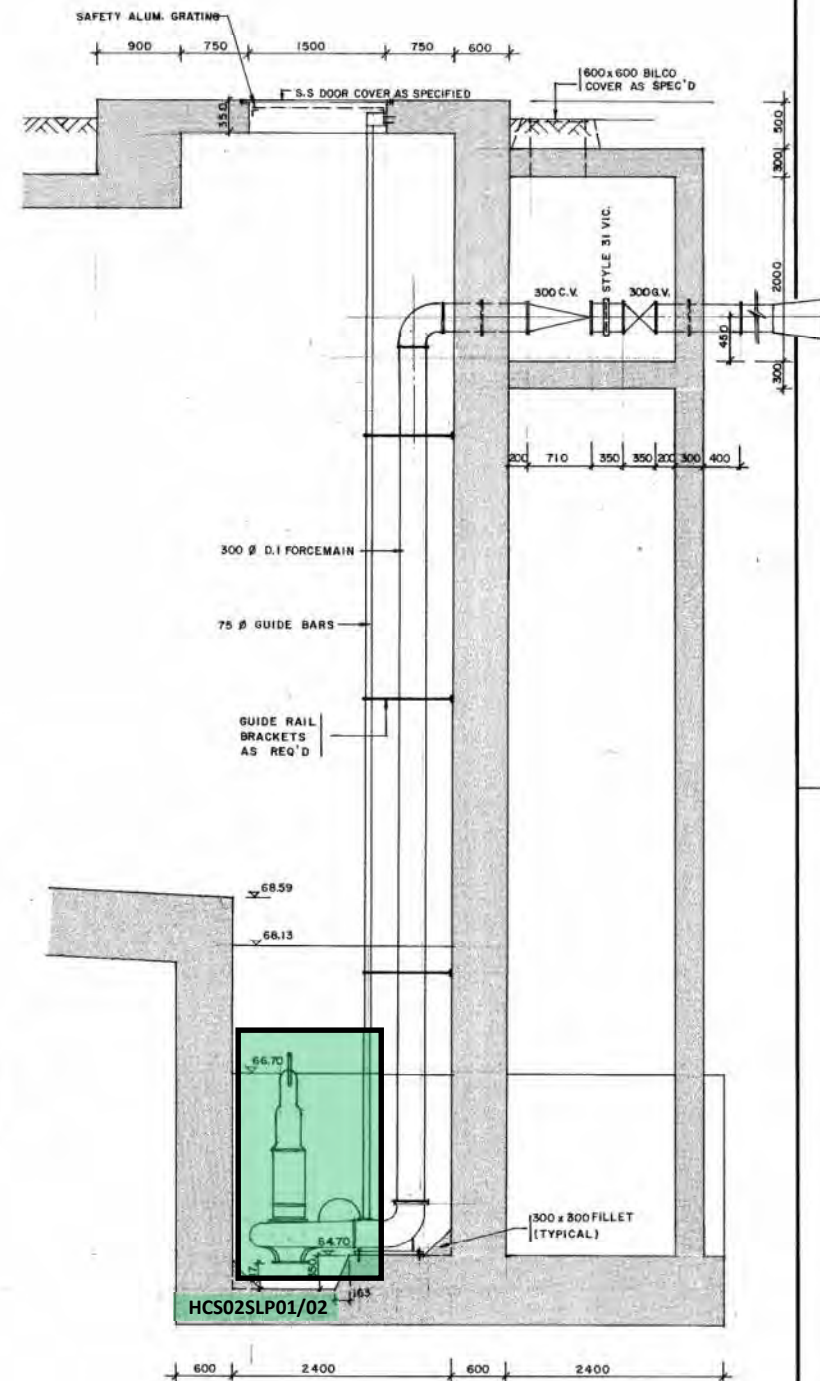 SAFETY ALUM. GRATING
900 750 1500 750 600
S.S DOOR COVER AS SPECIFIED
600 x 600 BILCO
COVER AS SPEC'D
350
500
300
STYLE 31 VIC.
2000
300 C.V.
300 G.V.
450
300
200 710 350 350 200 300 400
300 Ø D.I FORCEMAIN
75 Ø GUIDE BARS
GUIDE RAIL
BRACKETS
AS REQ'D
68.59
68.13
66.70
300 x 300 FILLET
(TYPICAL)
64.70
350
163
HCS02SLP01/02
600 2400 600 2400